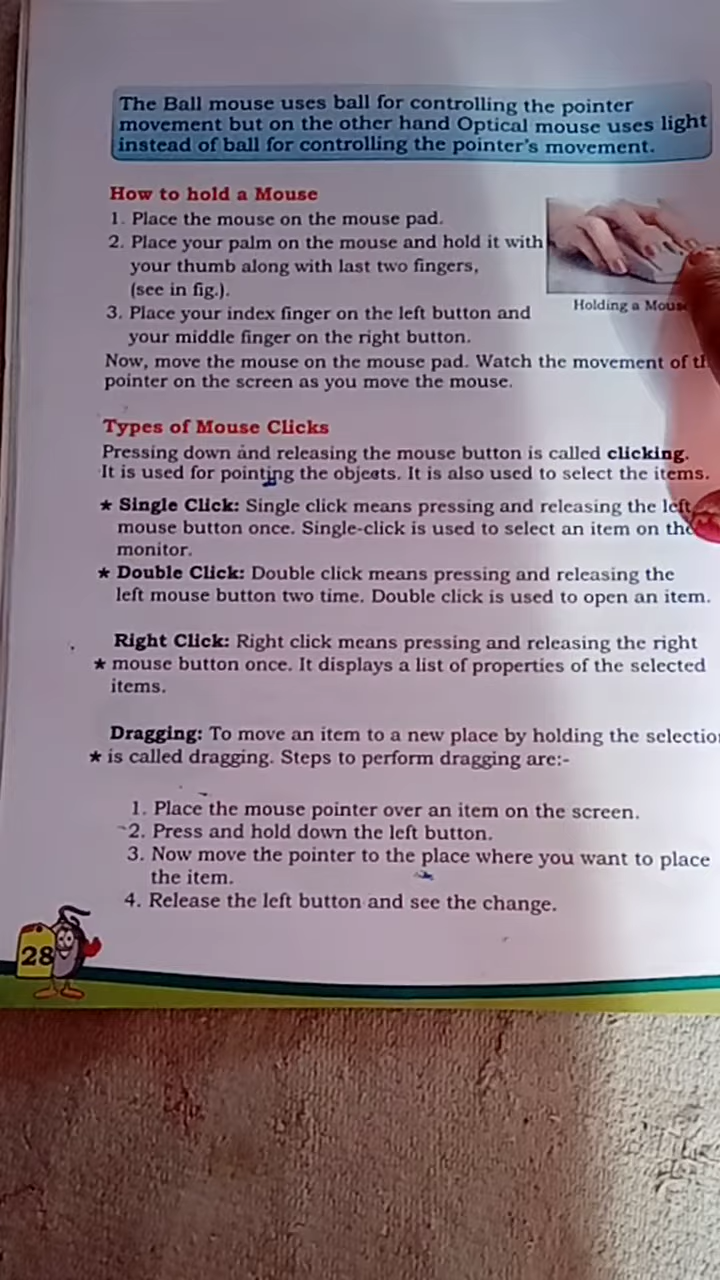 The Ball mouse uses ball for controlling the pointer
movement but on the other hand Optical mouse uses light
instead of ball for controlling the pointer's movement.
How to hold a Mouse
1. Place the mouse on the mouse pad.
2. Place your palm on the mouse and hold it with
your thumb along with last two fingers,
(see in fig.).
3. Place your index finger on the left button and
your middle finger on the right button.
Holding a Mous
Now, move the mouse on the mouse pad. Watch the movement of th
pointer on the screen as you move the mouse.
Types of Mouse Clicks
Pressing down and releasing the mouse button is called clicking.
It is used for pointing the objects. It is also used to select the items.
★ Single Click: Single click means pressing and releasing the left
mouse button once. Single-click is used to select an item on the
monitor.
★ Double Click: Double click means pressing and releasing the
left mouse button two time. Double click is used to open an item.
Right Click: Right click means pressing and releasing the right
★ mouse button once. It displays a list of properties of the selected
items.
Dragging: To move an item to a new place by holding the selectio
★ is called dragging. Steps to perform dragging are:-
1. Place the mouse pointer over an item on the screen.
2. Press and hold down the left button.
3. Now move the pointer to the place where you want to place
the item.
4. Release the left button and see the change.
28